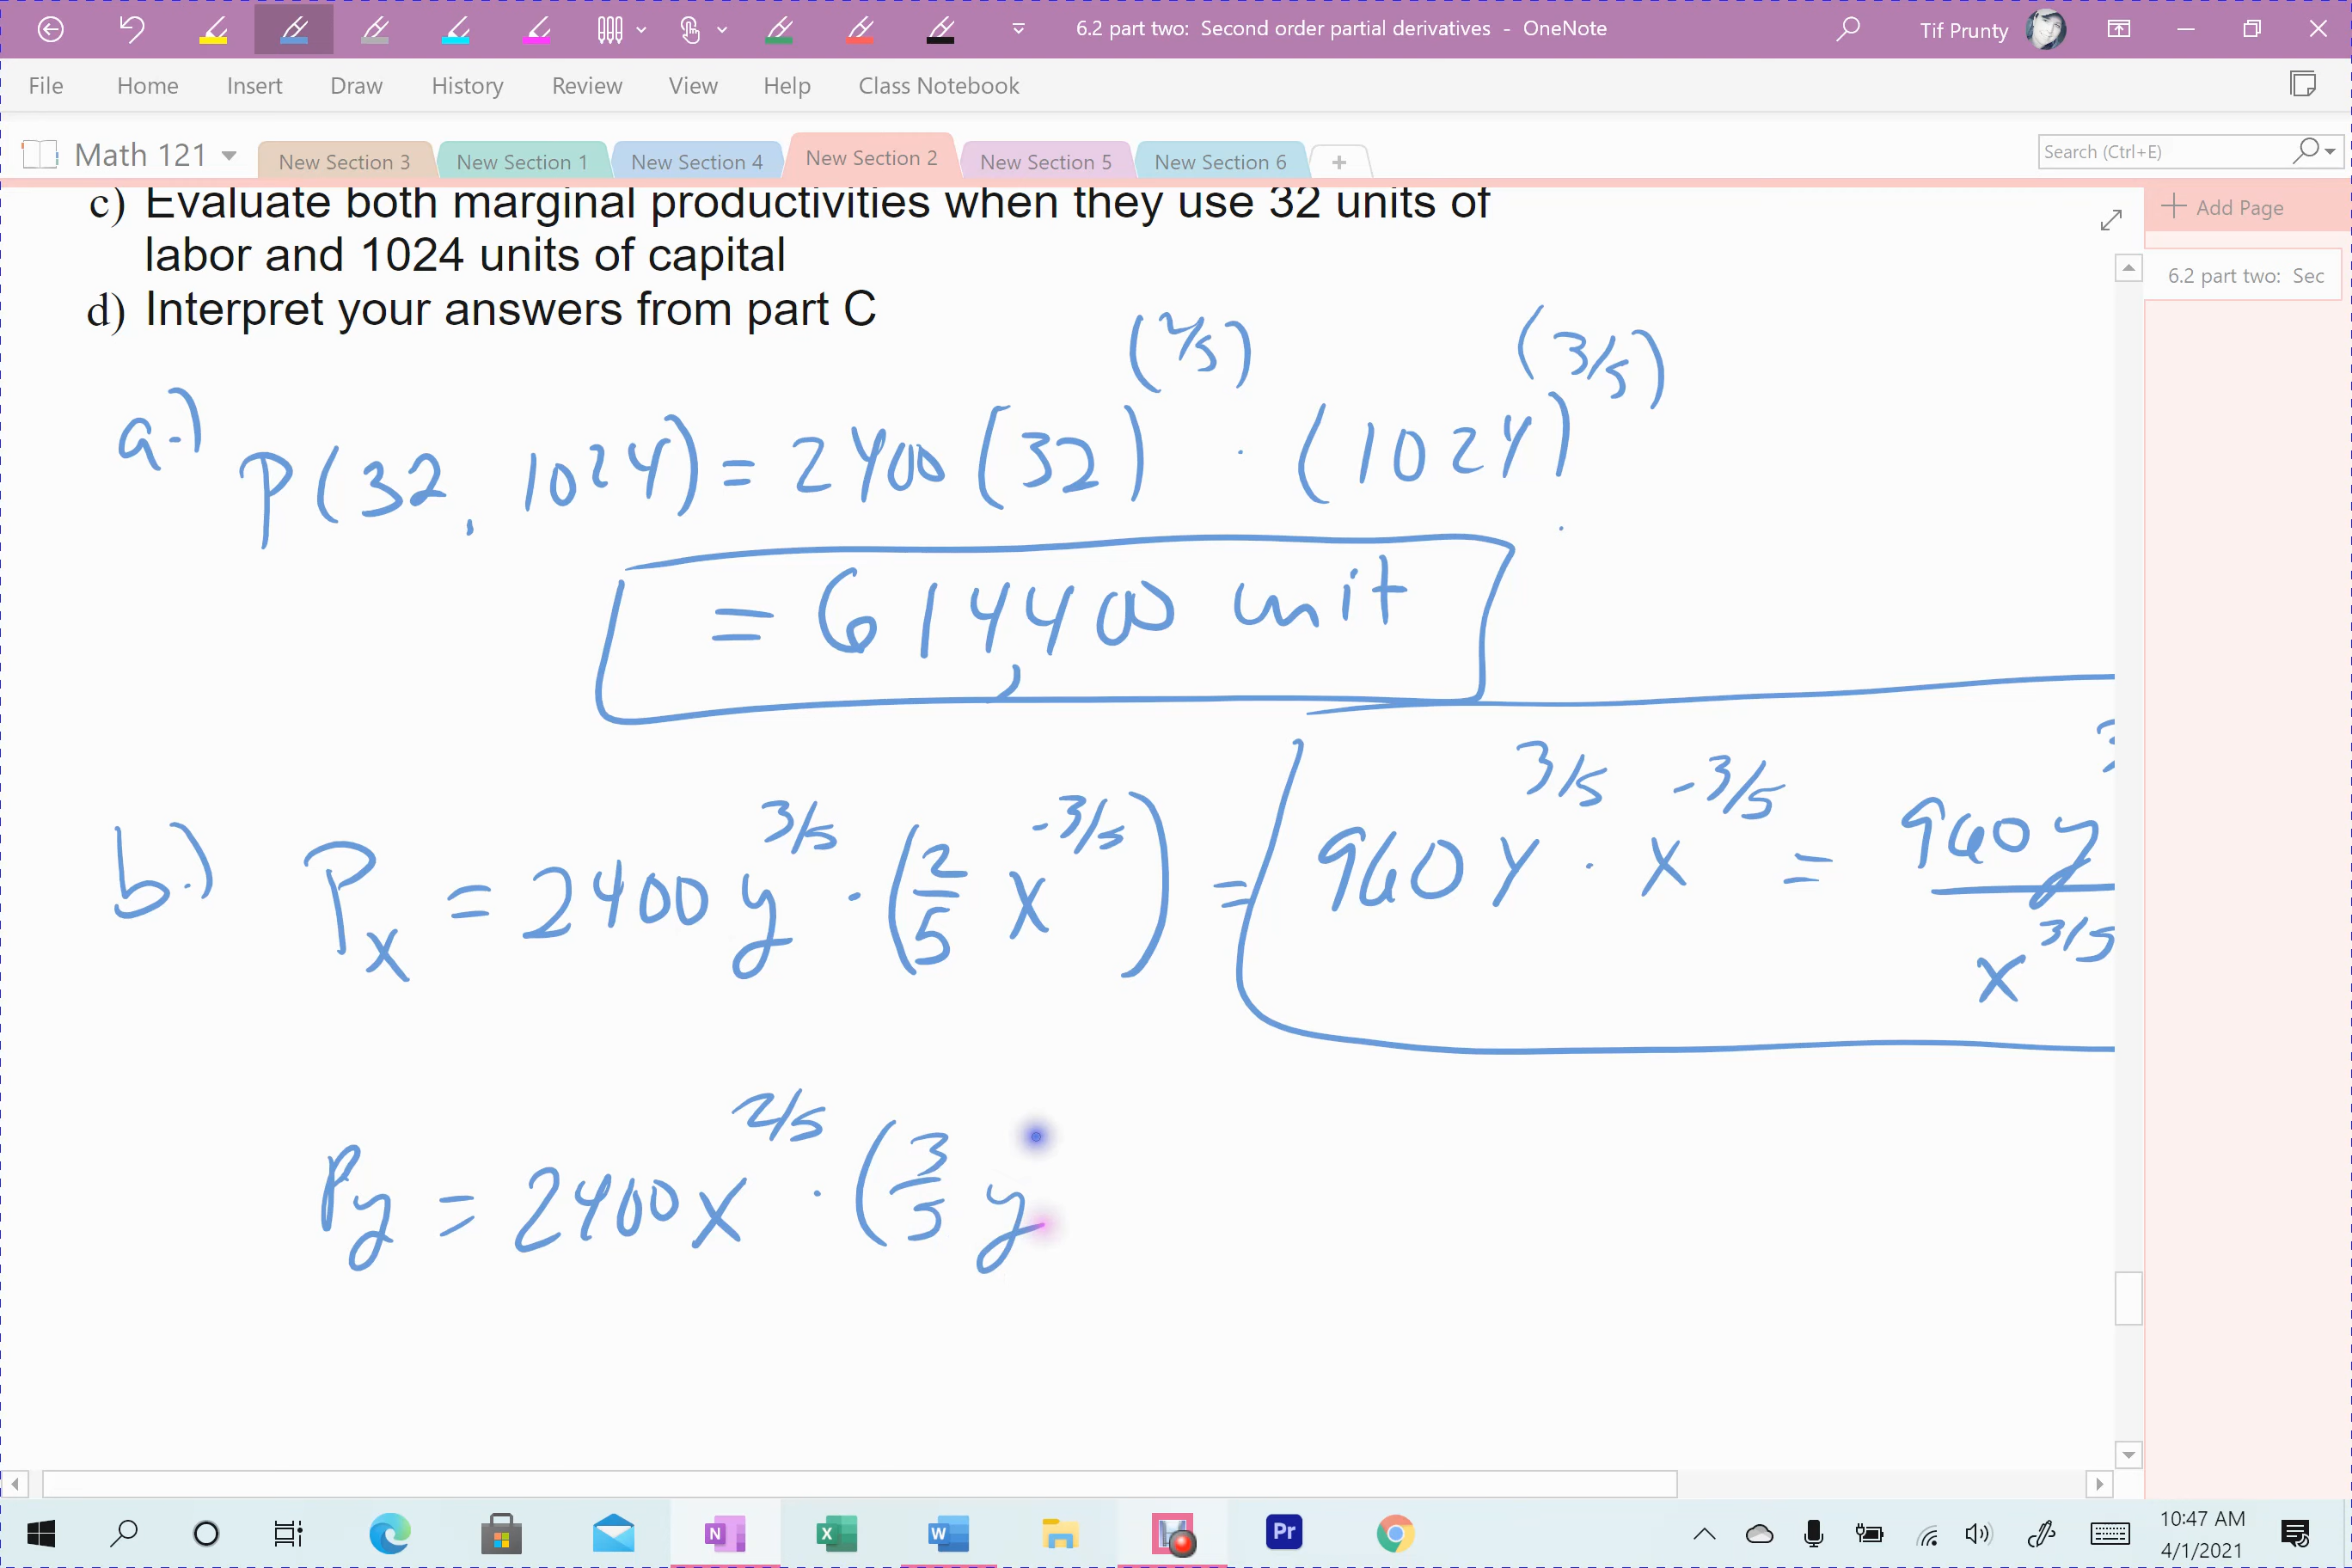 6.2 part two: Second order partial derivatives - OneNote
Tif Prunty
File Home Insert Draw History Review View Help Class Notebook
Math 121 New Section 3 New Section 1 New Section 4 New Section 2 New Section 5 New Section 6 +
Search (Ctrl+E)
Add Page
6.2 part two: Sec
c) Evaluate both marginal productivities when they use 32 units of
labor and 1024 units of capital
d) Interpret your answers from part C
a.) P(32, 1024) = 2400(32)^(2/5) · (1024)^(3/5)
= 614,400 unit
b.) P_x = 2400 y^3/5 · (2/5 x^-3/5) = 960 y^3/5 · x^-3/5 = 960 y / x^3/5
P_y = 2400 x^2/5 · (3/5 y
N X W Pr
10:47 AM
4/1/2021